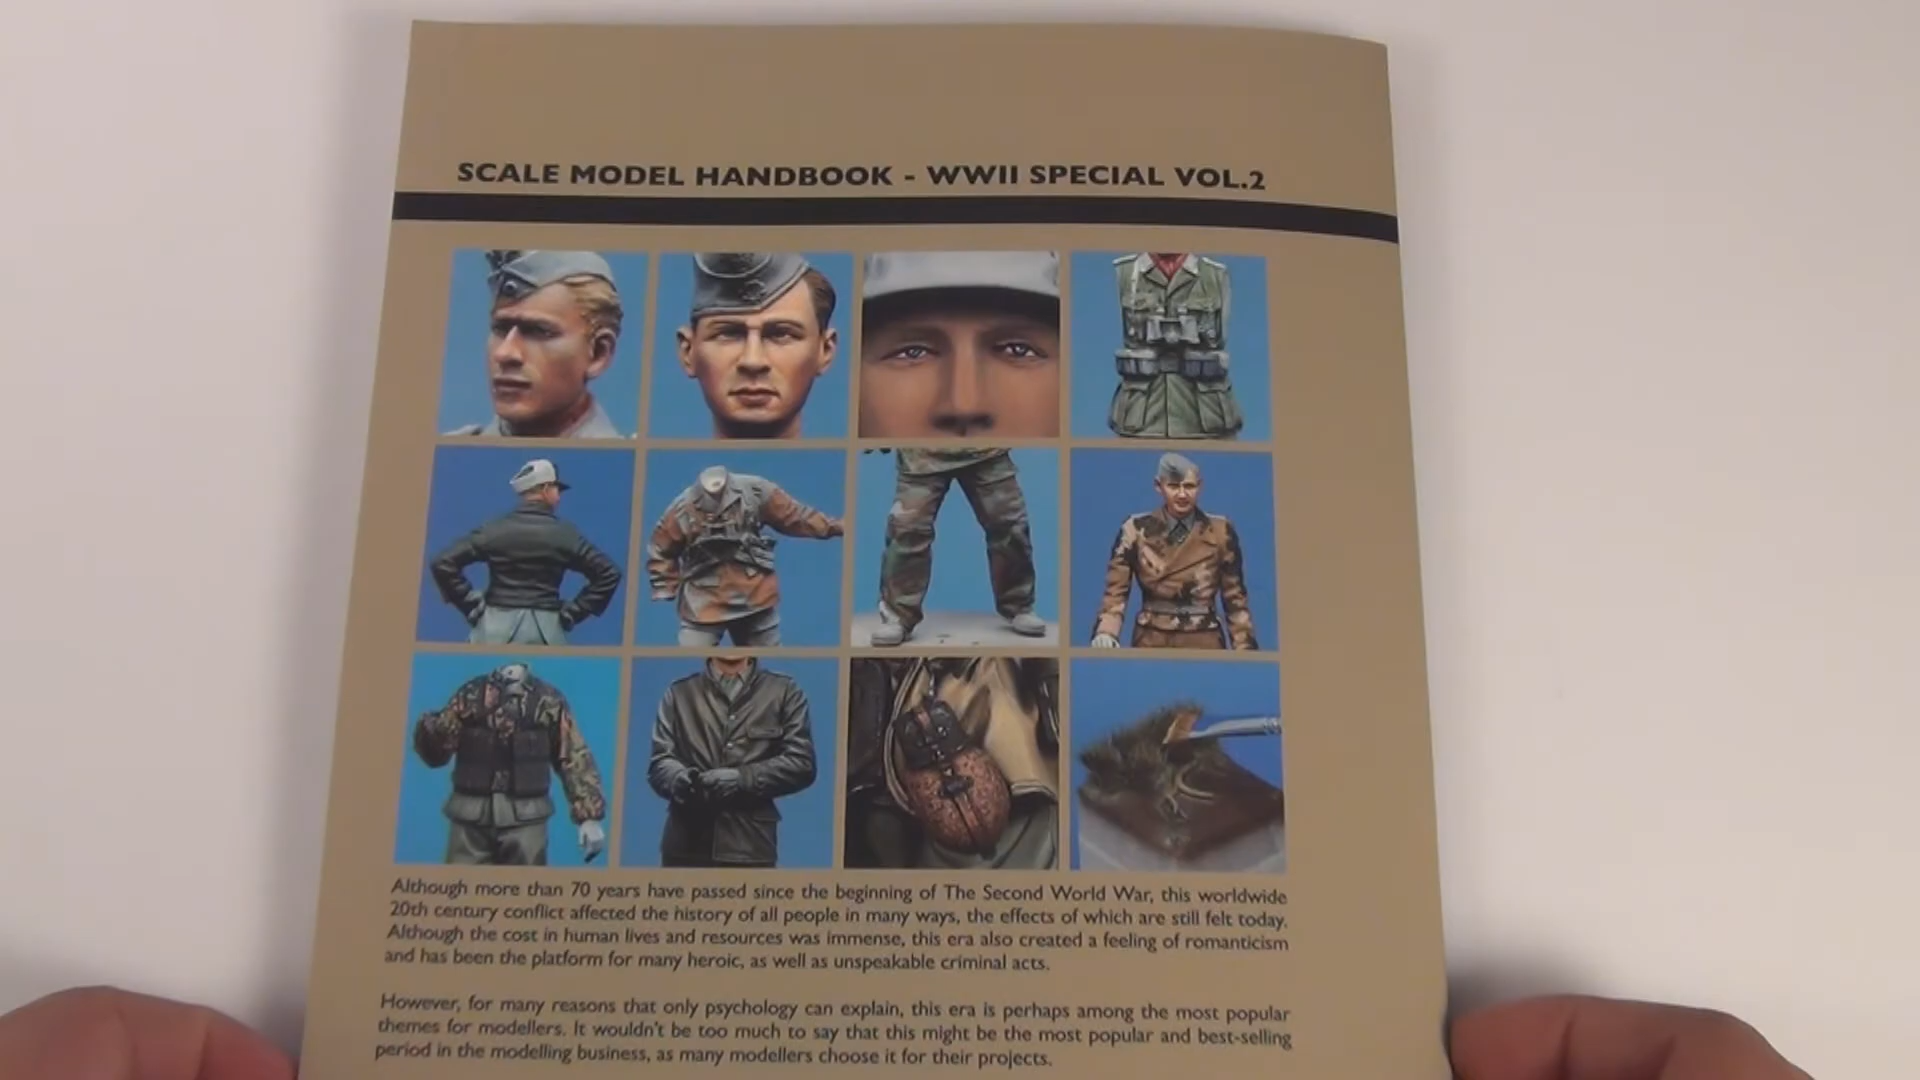 SCALE MODEL HANDBOOK - WWII SPECIAL VOL.2
Although more than 70 years have passed since the beginning of The Second World War, this worldwide
20th century conflict affected the history of all people in many ways, the effects of which are still felt today.
Although the cost in human lives and resources was immense, this era also created a feeling of romanticism
and has been the platform for many heroic, as well as unspeakable criminal acts.
However, for many reasons that only psychology can explain, this era is perhaps among the most popular
themes for modellers. It wouldn't be too much to say that this might be the most popular and best-selling
period in the modelling business, as many modellers choose it for their projects.